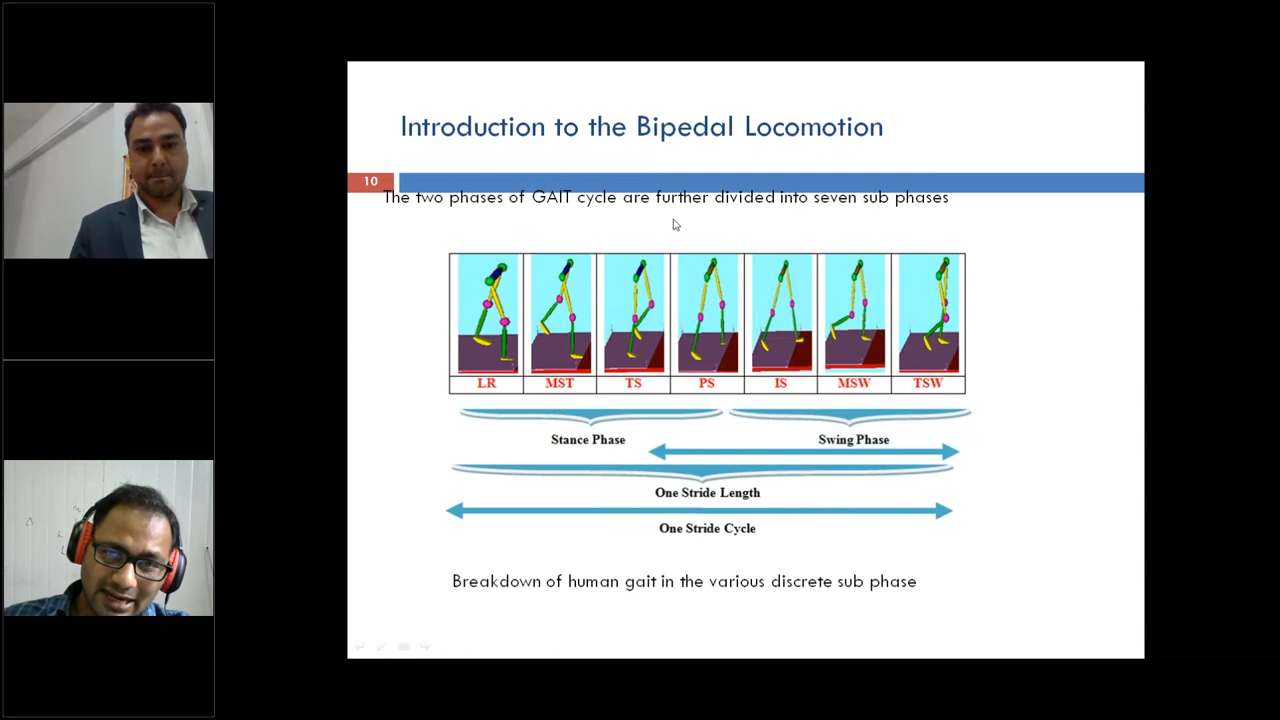 Introduction to the Bipedal Locomotion
10
The two phases of GAIT cycle are further divided into seven sub phases
LR MST TS PS IS MSW TSW
Stance Phase Swing Phase
One Stride Length
One Stride Cycle
Breakdown of human gait in the various discrete sub phase